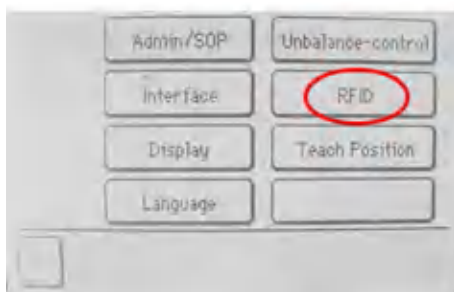 Admin/SOP
Unbalance-control
Interface
RFID
Display
Teach Position
Language